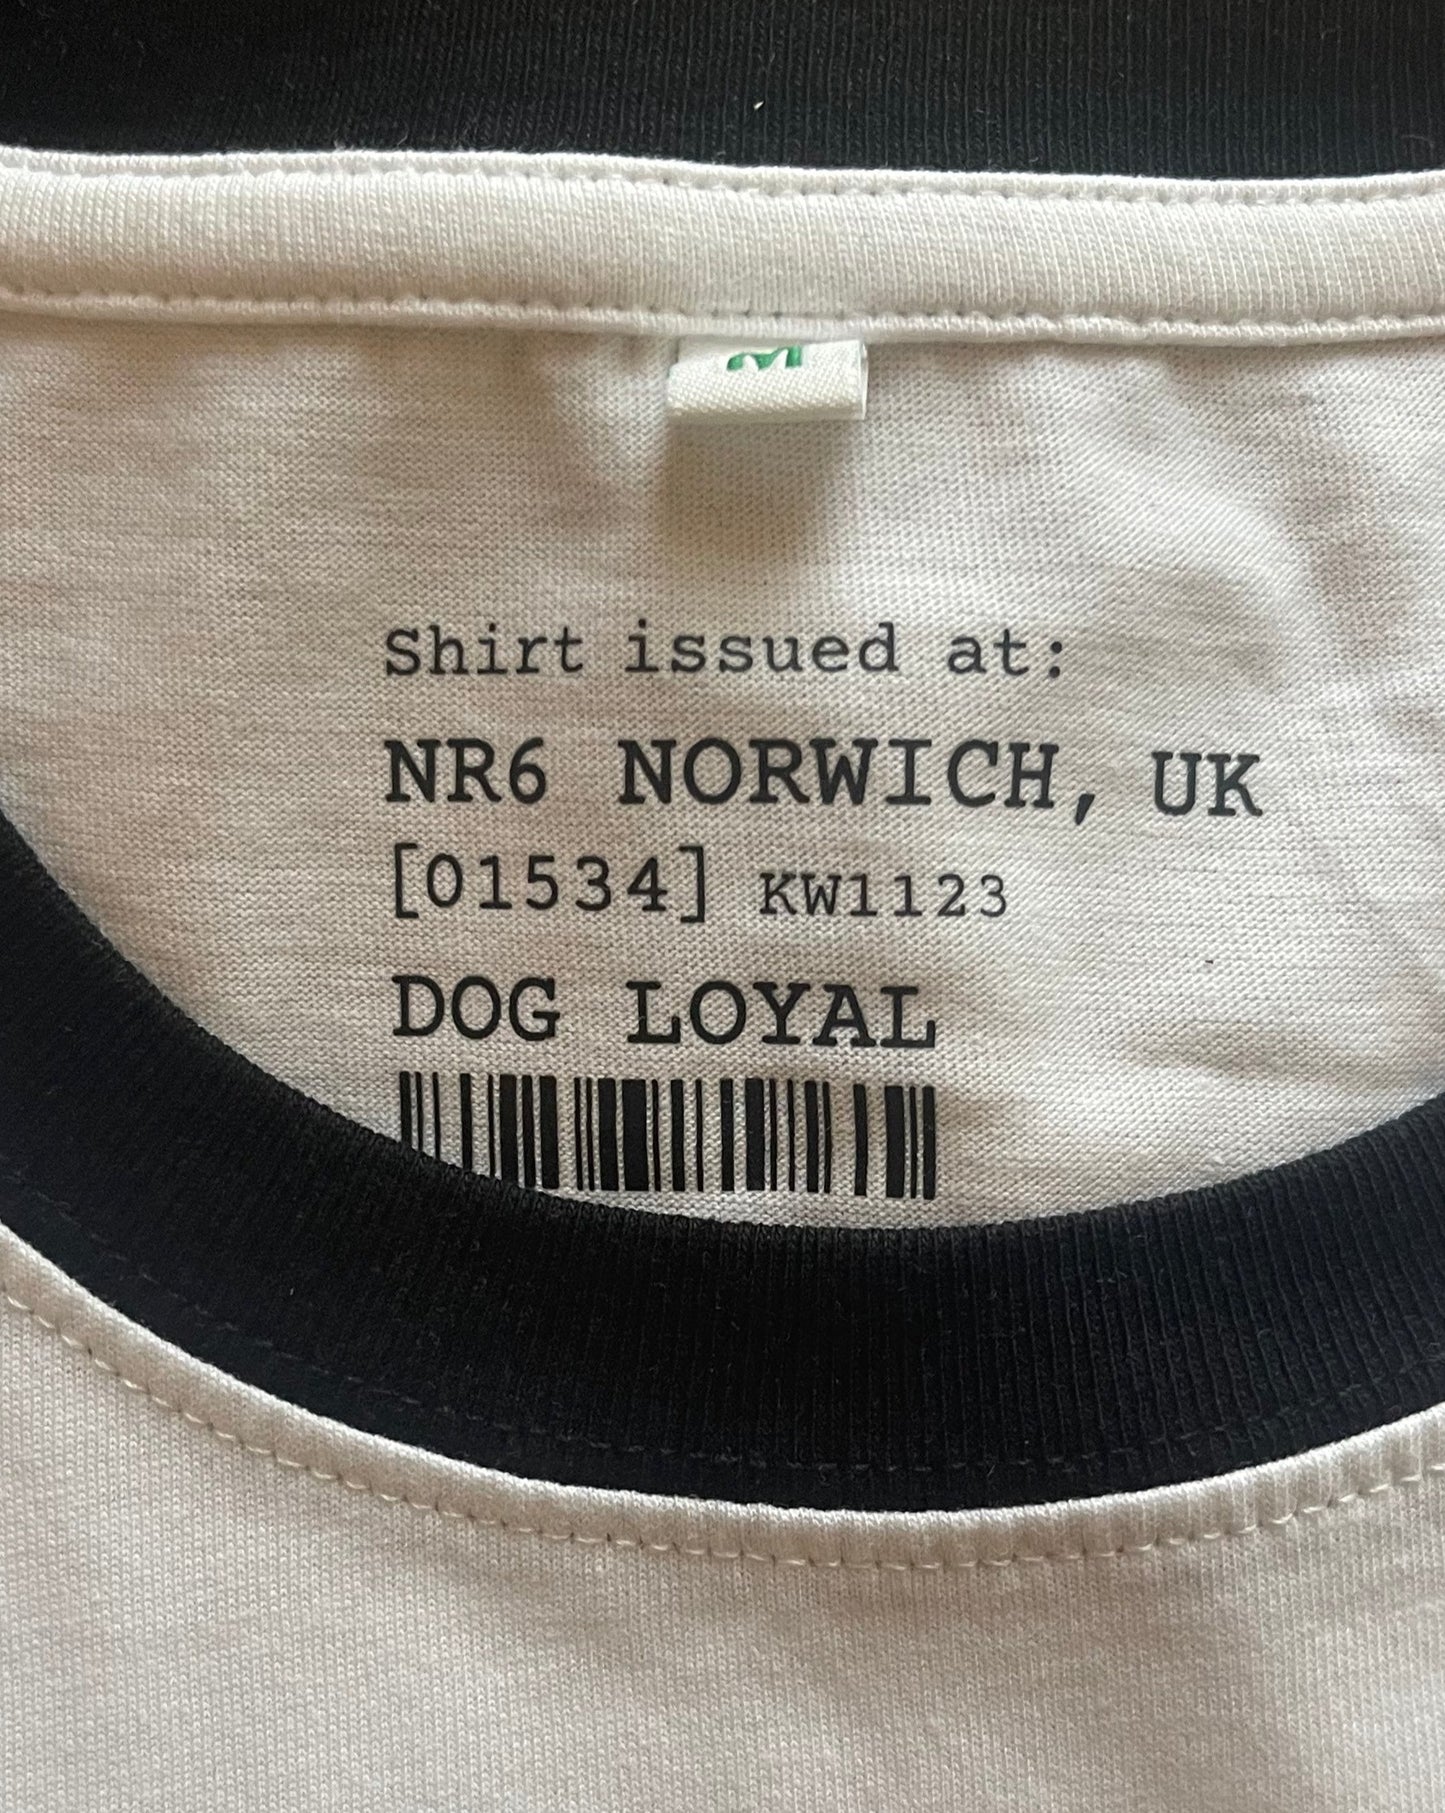 M
Shirt issued at:
NR6 NORWICH, UK
[01534] KW1123
DOG LOYAL